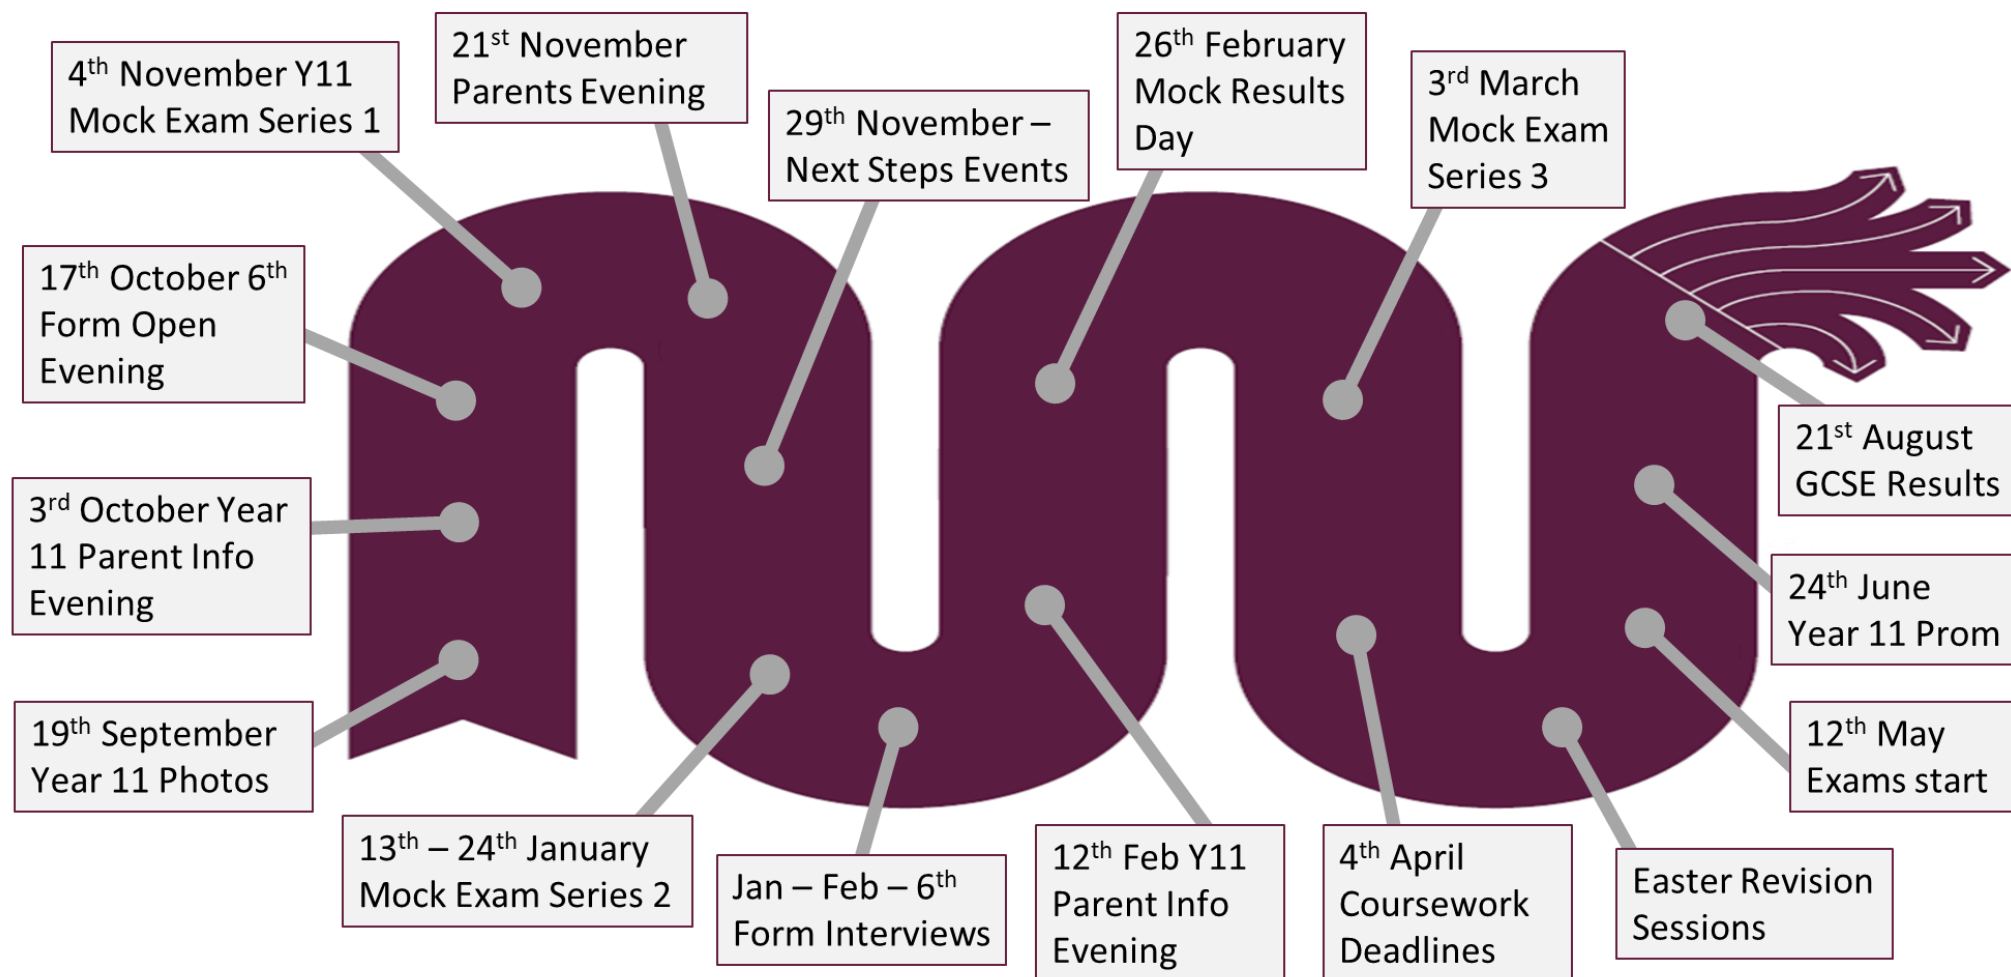 4th November Y11
Mock Exam Series 1
21st November
Parents Evening
29th November –
Next Steps Events
26th February
Mock Results
Day
3rd March
Mock Exam
Series 3
17th October 6th
Form Open
Evening
3rd October Year
11 Parent Info
Evening
19th September
Year 11 Photos
13th – 24th January
Mock Exam Series 2
Jan – Feb – 6th
Form Interviews
12th Feb Y11
Parent Info
Evening
4th April
Coursework
Deadlines
Easter Revision
Sessions
12th May
Exams start
24th June
Year 11 Prom
21st August
GCSE Results